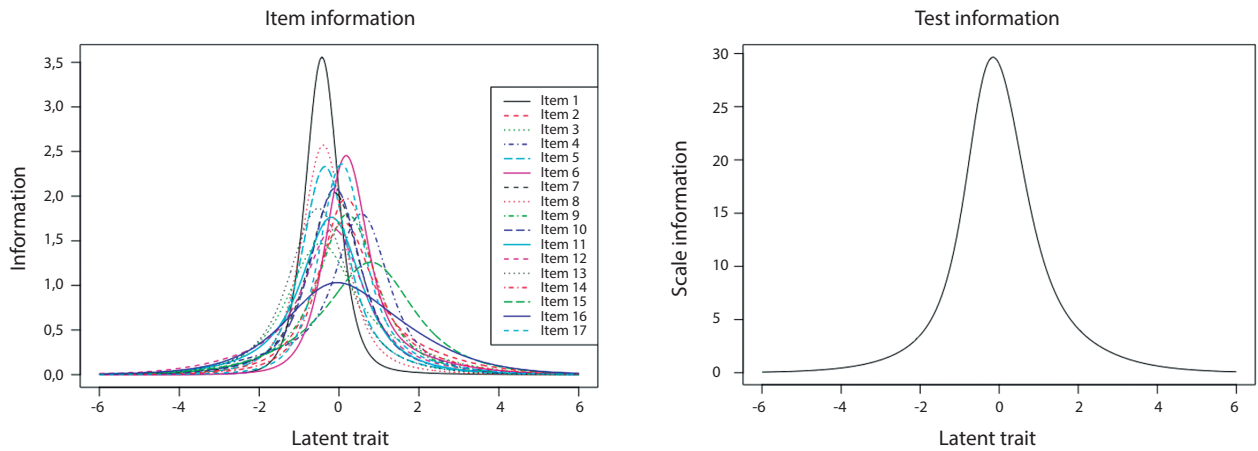 Item information
Information
3,5
3,0
2,5
2,0
1,5
1,0
0,5
0,0
-6 -4 -2 0 2 4 6
Latent trait
Item 1
Item 2
Item 3
Item 4
Item 5
Item 6
Item 7
Item 8
Item 9
Item 10
Item 11
Item 12
Item 13
Item 14
Item 15
Item 16
Item 17
Test information
Scale information
30
25
20
15
10
5
0
-6 -4 -2 0 2 4 6
Latent trait